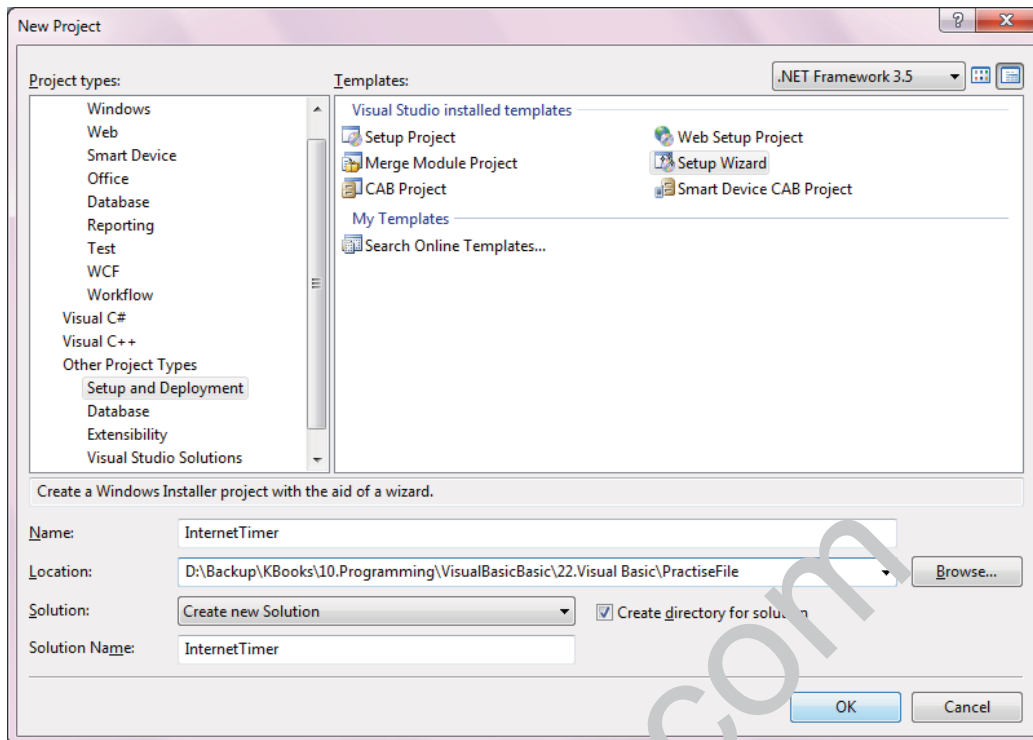 New Project
Project types:
Templates:
.NET Framework 3.5
Windows
Web
Smart Device
Office
Database
Reporting
Test
WCF
Workflow
Visual C#
Visual C++
Other Project Types
Setup and Deployment
Database
Extensibility
Visual Studio Solutions
Visual Studio installed templates
Setup Project
Web Setup Project
Merge Module Project
Setup Wizard
CAB Project
Smart Device CAB Project
My Templates
Search Online Templates...
Create a Windows Installer project with the aid of a wizard.
Name:
InternetTimer
Location:
D:\Backup\KBooks\10.Programming\VisualBasicBasic\22.Visual Basic\PractiseFile
Browse...
Solution:
Create new Solution
Create directory for solution
Solution Name:
InternetTimer
OK
Cancel
com